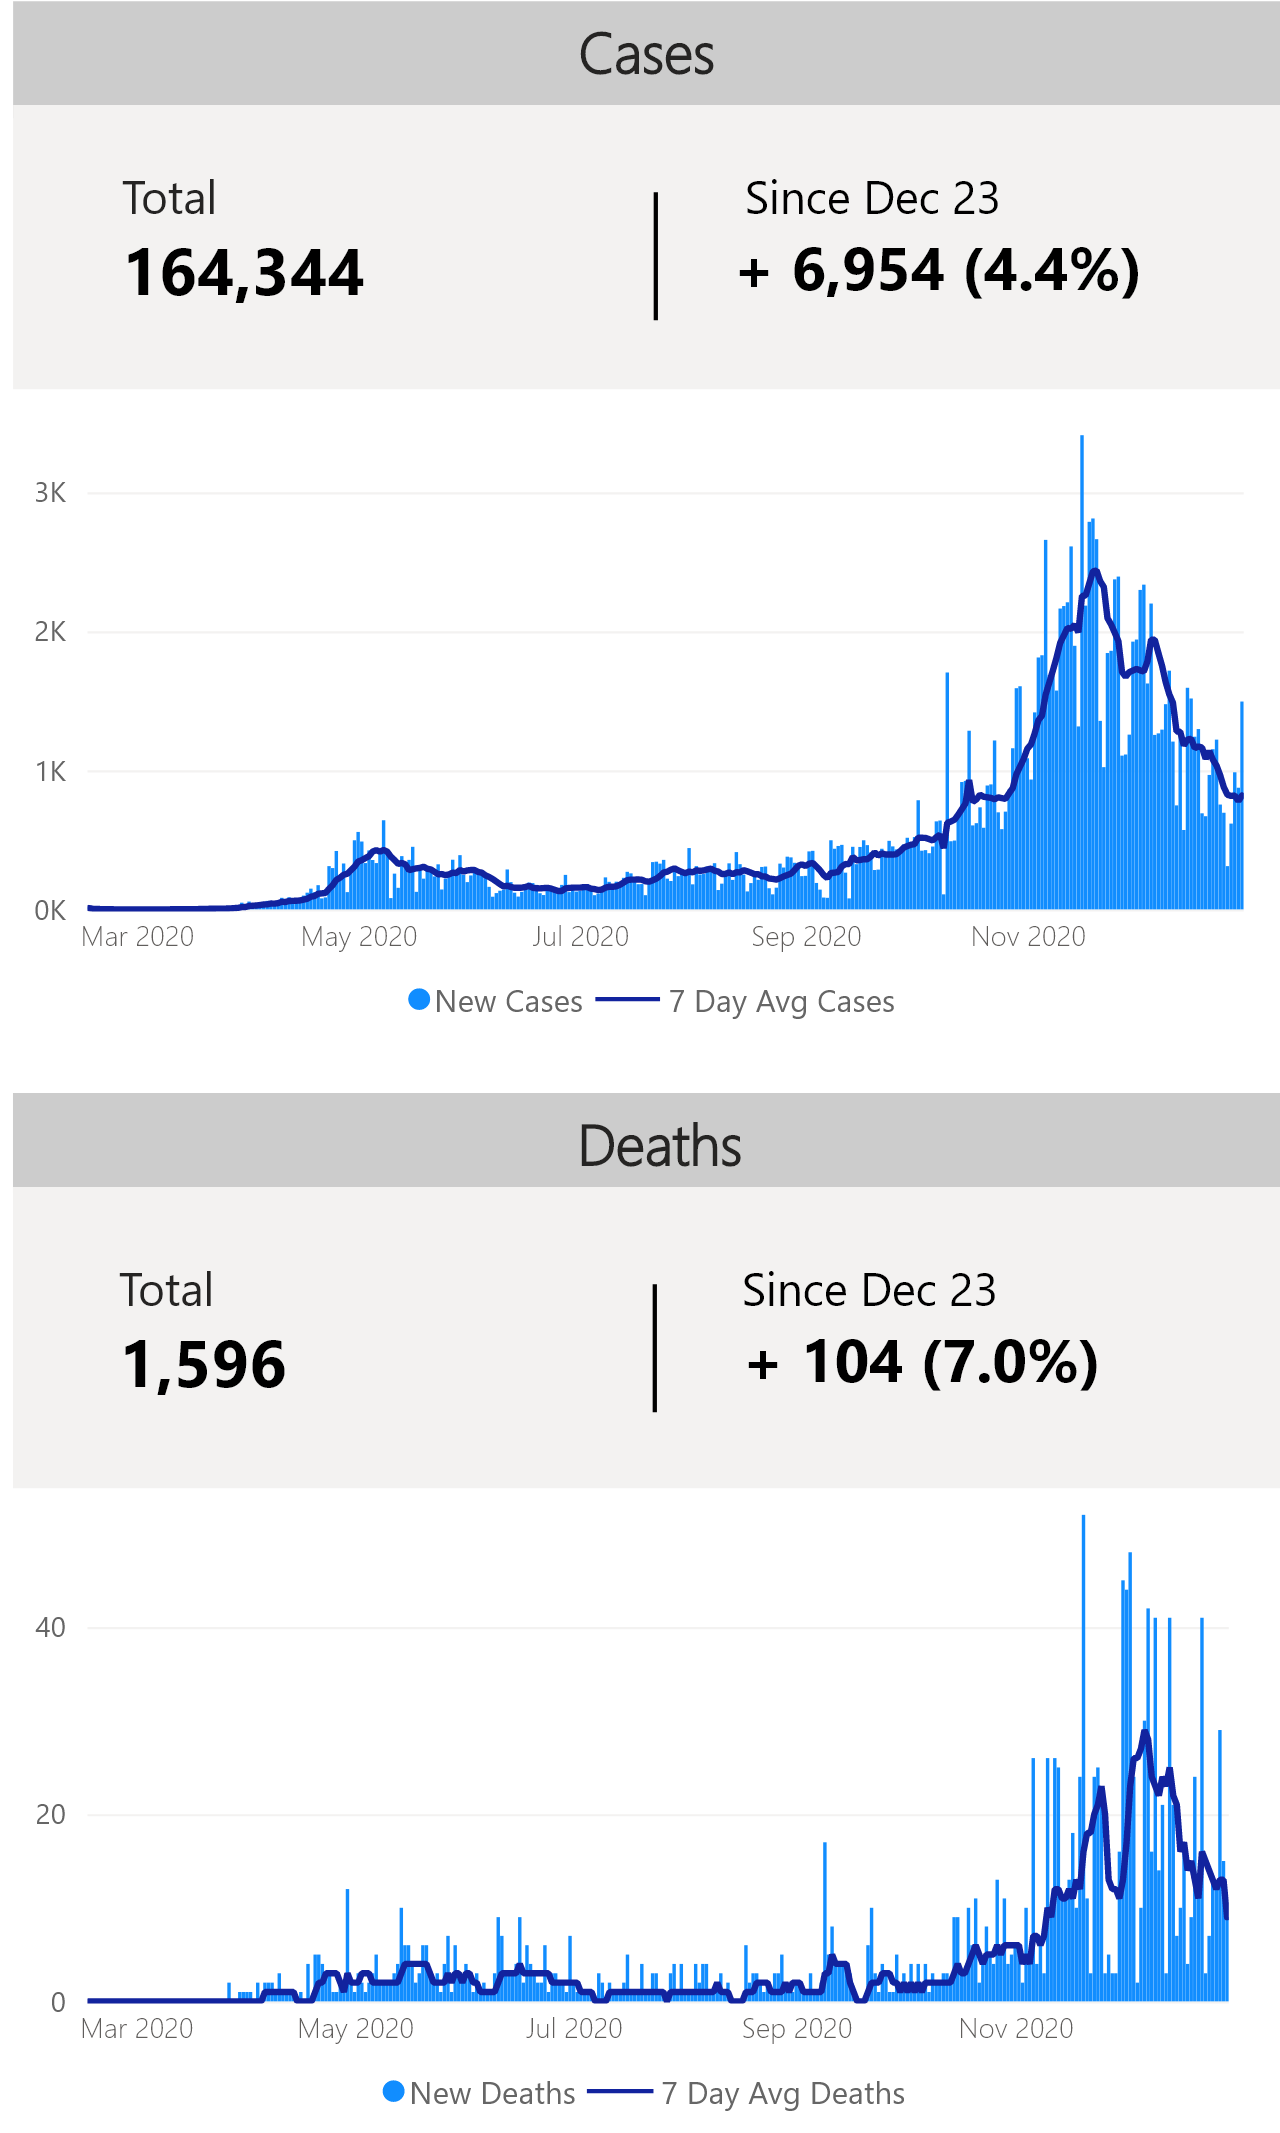 Cases
Total
Since Dec 23
164,344
+ 6,954 (4.4%)
3K
2K
1K
0K
Mar 2020 May 2020 Jul 2020 Sep 2020 Nov 2020
New Cases 7 Day Avg Cases
Deaths
Total
Since Dec 23
1,596
+ 104 (7.0%)
40
20
0
Mar 2020 May 2020 Jul 2020 Sep 2020 Nov 2020
New Deaths 7 Day Avg Deaths